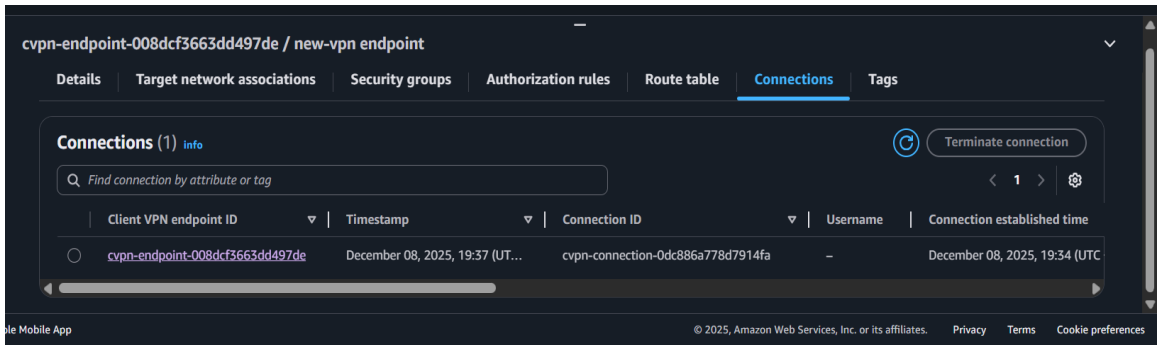 cvpn-endpoint-008dcf3663dd497de / new-vpn endpoint
Details Target network associations Security groups Authorization rules Route table Connections Tags
Connections (1) info
Terminate connection
Find connection by attribute or tag
1
Client VPN endpoint ID Timestamp Connection ID Username Connection established time
cvpn-endpoint-008dcf3663dd497de December 08, 2025, 19:37 (UT... cvpn-connection-0dc886a778d7914fa – December 08, 2025, 19:34 (UTC
ole Mobile App © 2025, Amazon Web Services, Inc. or its affiliates. Privacy Terms Cookie preferences